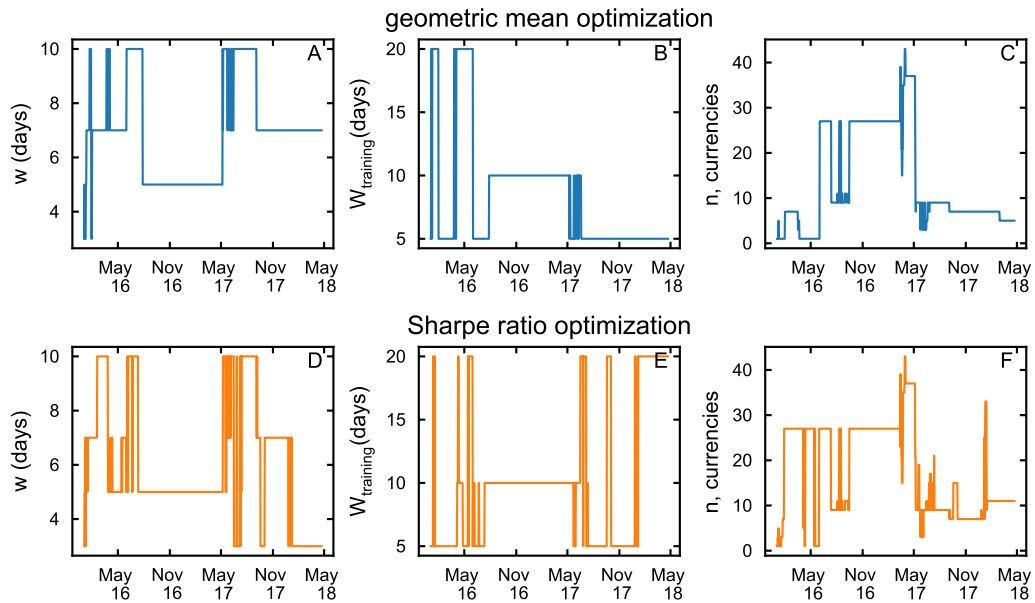 geometric mean optimization
A
w (days)
10
8
6
4
May
16
Nov
16
May
17
Nov
17
May
18
B
Wtraining(days)
20
15
10
5
May
16
Nov
16
May
17
Nov
17
May
18
C
n, currencies
40
30
20
10
0
May
16
Nov
16
May
17
Nov
17
May
18
Sharpe ratio optimization
D
w (days)
10
8
6
4
May
16
Nov
16
May
17
Nov
17
May
18
E
Wtraining(days)
20
15
10
5
May
16
Nov
16
May
17
Nov
17
May
18
F
n, currencies
40
30
20
10
0
May
16
Nov
16
May
17
Nov
17
May
18